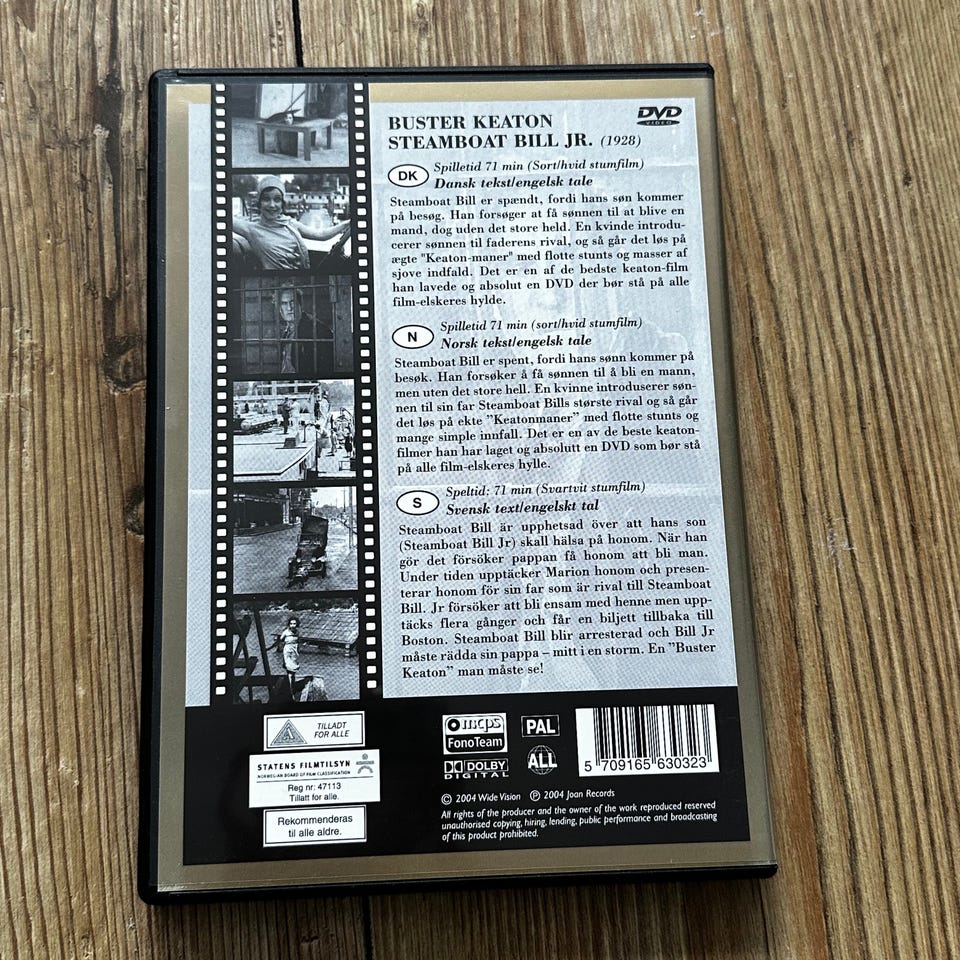 BUSTER KEATON
STEAMBOAT BILL JR. (1928)
DVD
VIDEO
DK
Spilletid 71 min (Sort/hvid stumfilm)
Dansk tekst/engelsk tale
Steamboat Bill er spændt, fordi hans søn kommer
på besøg. Han forsøger at få sønnen til at blive en
mand, dog uden det store held. En kvinde introdu-
cerer sønnen til faderens rival, og så går det løs på
ægte "Keaton-maner" med flotte stunts og masser af
sjove indfald. Det er en af de bedste keaton-film
han lavede og absolut en DVD der bør stå på alle
film-elskeres hylde.
N
Spilletid 71 min (sort/hvid stumfilm)
Norsk tekst/engelsk tale
Steamboat Bill er spent, fordi hans sønn kommer på
besøk. Han forsøker å få sønnen til å bli en mann,
men uten det store hell. En kvinne introduserer søn-
nen til sin far Steamboat Bills største rival og så går
det løs på ekte ”Keatonmaner” med flotte stunts og
mange simple innfall. Det er en av de beste keaton-
filmer han har laget og absolutt en DVD som bør stå
på alle film-elskeres hylle.
S
Speltid: 71 min (Svartvit stumfilm)
Svensk text/engelskt tal
Steamboat Bill är upphetsad över att hans son
(Steamboat Bill Jr) skall hälsa på honom. När han
gör det försöker pappan få honom att bli man.
Under tiden upptäcker Marion honom och presen-
terar honom för sin far som är rival till Steamboat
Bill. Jr försöker att bli ensam med henne men upp-
täcks flera gånger och får en biljett tillbaka till
Boston. Steamboat Bill blir arresterad och Bill Jr
måste rädda sin pappa – mitt i en storm. En ”Buster
Keaton” man måste se!
A
TILLADT
FOR ALLE
STATENS FILMTILSYN
NORWEGIAN BOARD OF FILM CLASSIFICATION
Reg nr: 47113
Tillatt for alle.
Rekommenderas
til alle aldre.
mcps
FonoTeam
PAL
DOLBY
DIGITAL
ALL
5 709165 630323
© 2004 Wide Vision ℗ 2004 Joan Records
All rights of the producer and the owner of the work reproduced reserved
unauthorised copying, hiring, lending, public performance and broadcasting
of this product prohibited.